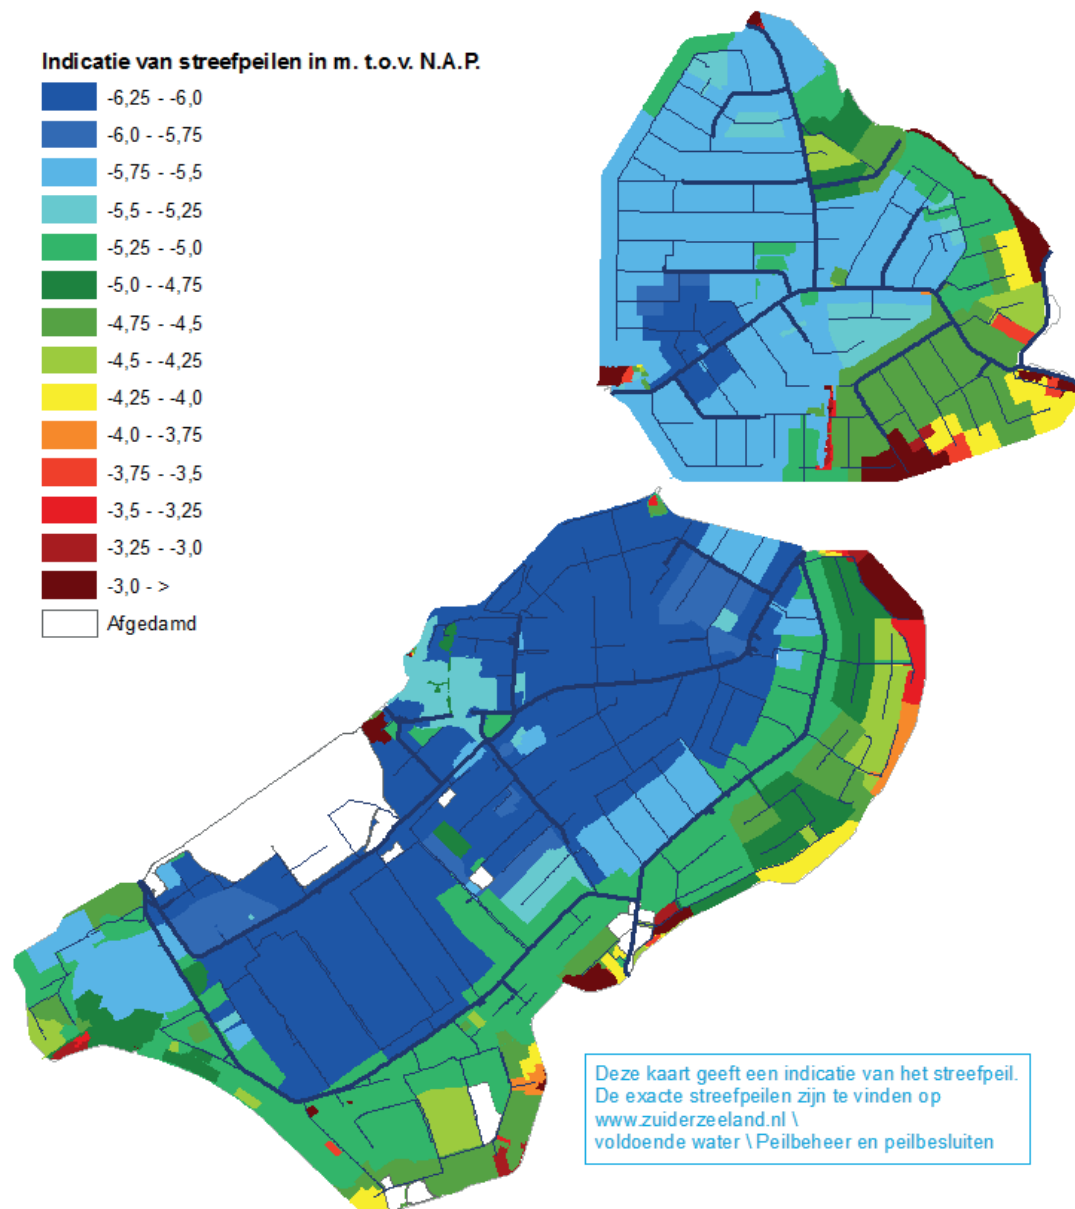 Indicatie van streefpeilen in m. t.o.v. N.A.P.
-6,25 - -6,0
-6,0 - -5,75
-5,75 - -5,5
-5,5 - -5,25
-5,25 - -5,0
-5,0 - -4,75
-4,75 - -4,5
-4,5 - -4,25
-4,25 - -4,0
-4,0 - -3,75
-3,75 - -3,5
-3,5 - -3,25
-3,25 - -3,0
-3,0 - >
Afgedamd
Deze kaart geeft een indicatie van het streefpeil.
De exacte streefpeilen zijn te vinden op
www.zuiderzeeland.nl \
voldoende water \ Peilbeheer en peilbesluiten